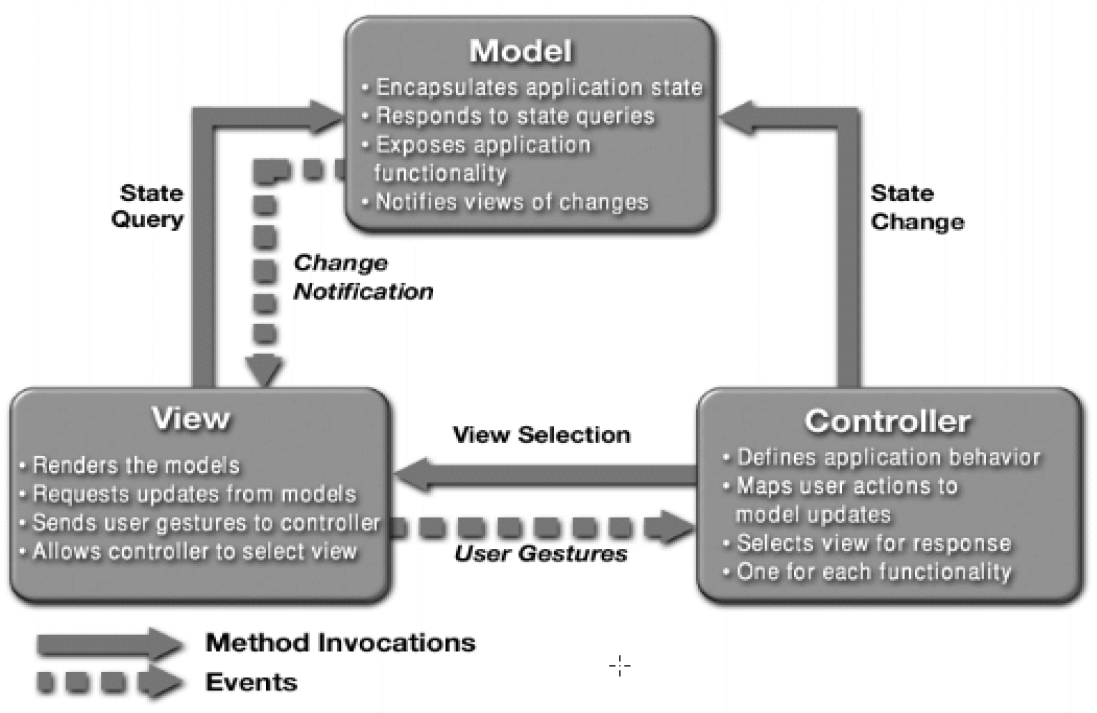 Model
• Encapsulates application state
• Responds to state queries
• Exposes application
functionality
• Notifies views of changes
State
Query
State
Change
Change
Notification
View
• Renders the models
• Requests updates from models
• Sends user gestures to controller
• Allows controller to select view
View Selection
User Gestures
Controller
• Defines application behavior
• Maps user actions to
model updates
• Selects view for response
• One for each functionality
Method Invocations
Events